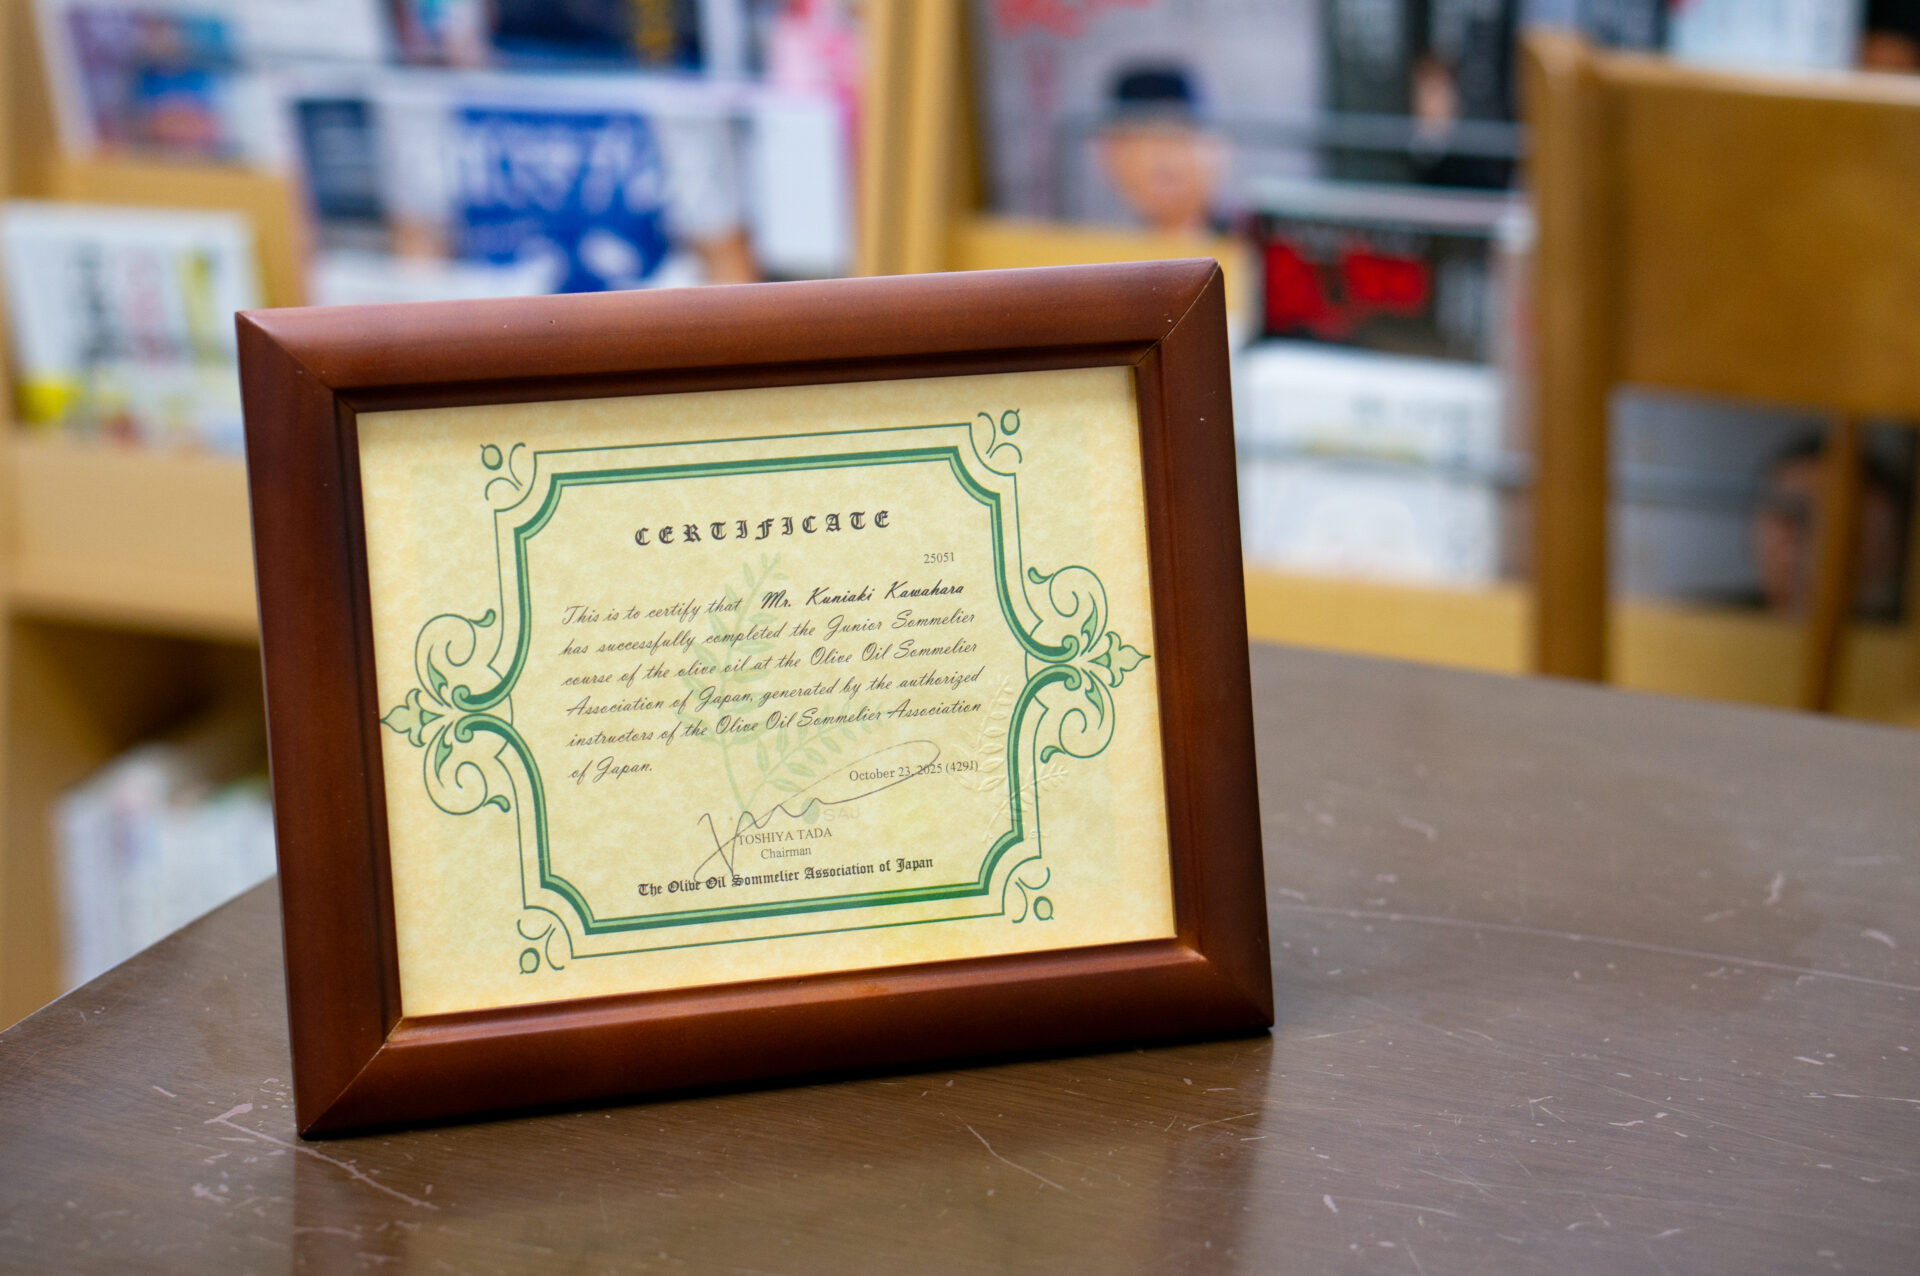 CERTIFICATE
25051
This is to certify that Mr. Kuniaki Kawahara
has successfully completed the Junior Sommelier
course of the olive oil at the Olive Oil Sommelier
Association of Japan, generated by the authorized
instructors of the Olive Oil Sommelier Association
of Japan.
October 23, 2025 (429J)
OSAJ
TOSHIYA TADA
Chairman
The Olive Oil Sommelier Association of Japan